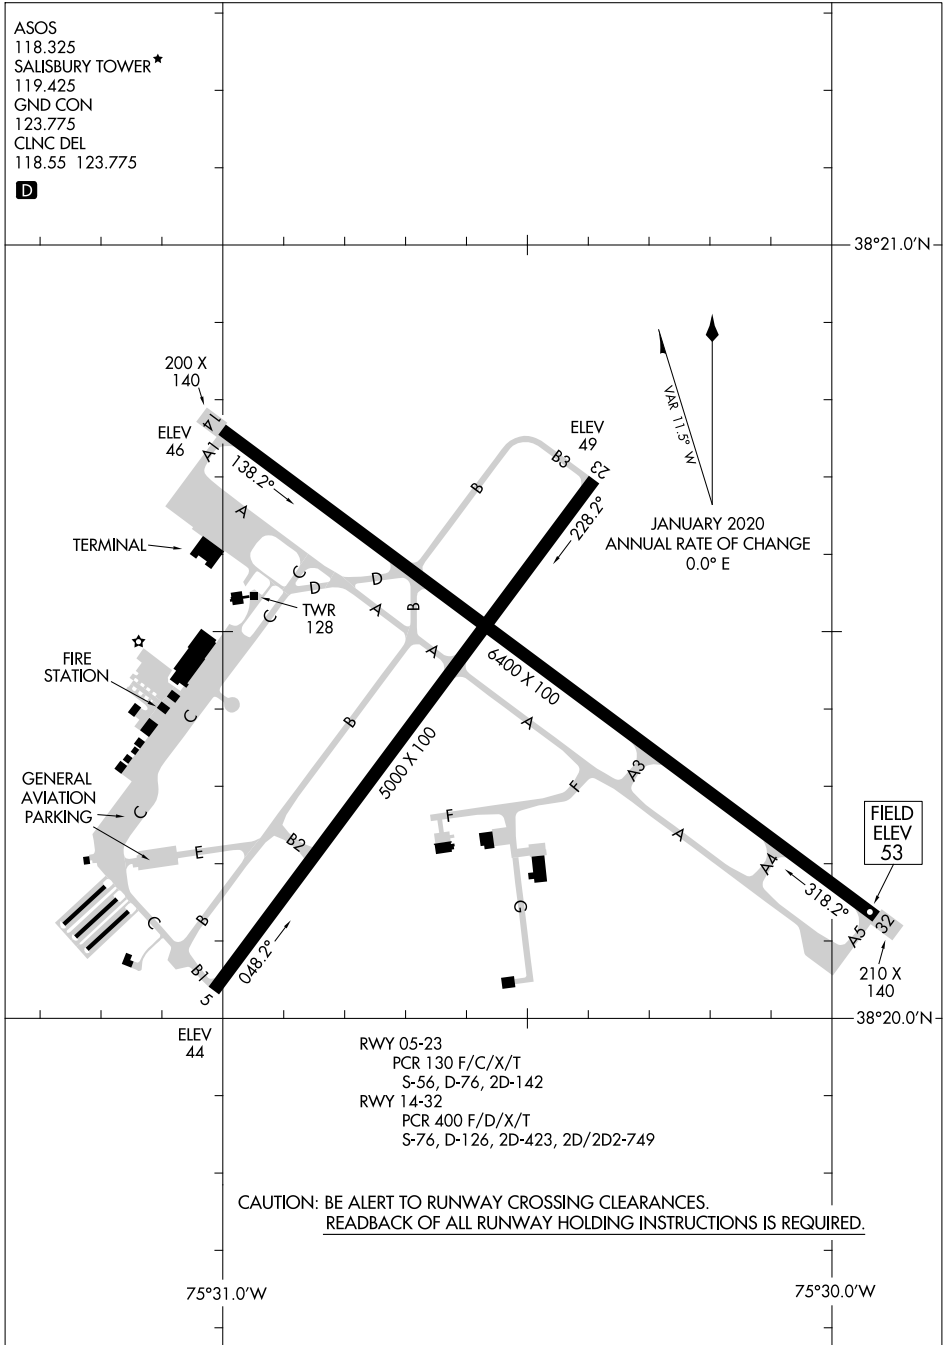 ASOS
118.325
SALISBURY TOWER
119.425
GND CON
123.775
CLNC DEL
118.55 123.775
D
38°21.0'N
200 X
140
14
ELEV
46
A1
138.2°
A
B
B3
ELEV
49
23
228.2°
VAR 11.5° W
JANUARY 2020
ANNUAL RATE OF CHANGE
0.0° E
TERMINAL
C
D
D
C
TWR
128
A
B
A
6400 X 100
FIRE
STATION
C
B
A
5000 X 100
GENERAL
AVIATION
PARKING
C
F
F
A3
A
FIELD
ELEV
53
E
B2
A4
318.2°
C
B
G
A5
32
048.2°
B1
5
210 X
140
38°20.0'N
ELEV
44
RWY 05-23
PCR 130 F/C/X/T
S-56, D-76, 2D-142
RWY 14-32
PCR 400 F/D/X/T
S-76, D-126, 2D-423, 2D/2D2-749
CAUTION: BE ALERT TO RUNWAY CROSSING CLEARANCES.
READBACK OF ALL RUNWAY HOLDING INSTRUCTIONS IS REQUIRED.
75°31.0'W
75°30.0'W